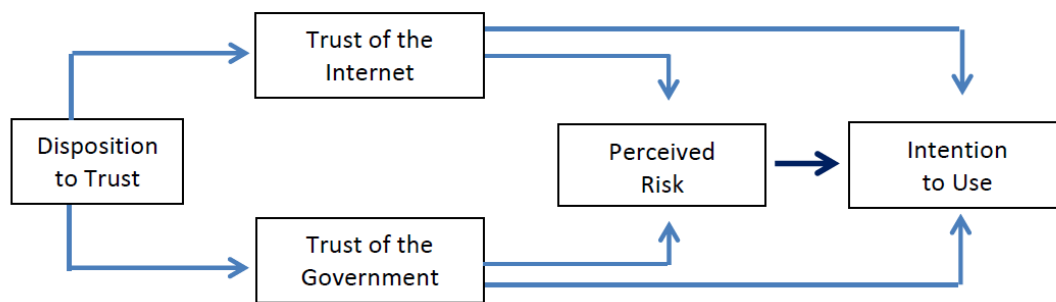 Trust of the
Internet
Disposition
to Trust
Perceived
Risk
Intention
to Use
Trust of the
Government